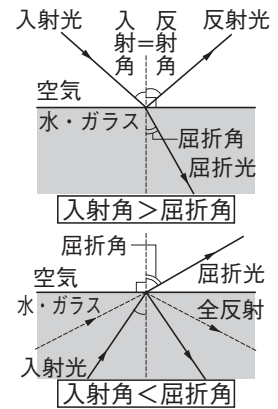 入射光
入射角＝反射角
反射光
空気
水・ガラス
屈折角
屈折光
入射角＞屈折角
屈折角
空気
屈折光
水・ガラス
全反射
入射光
入射角＜屈折角